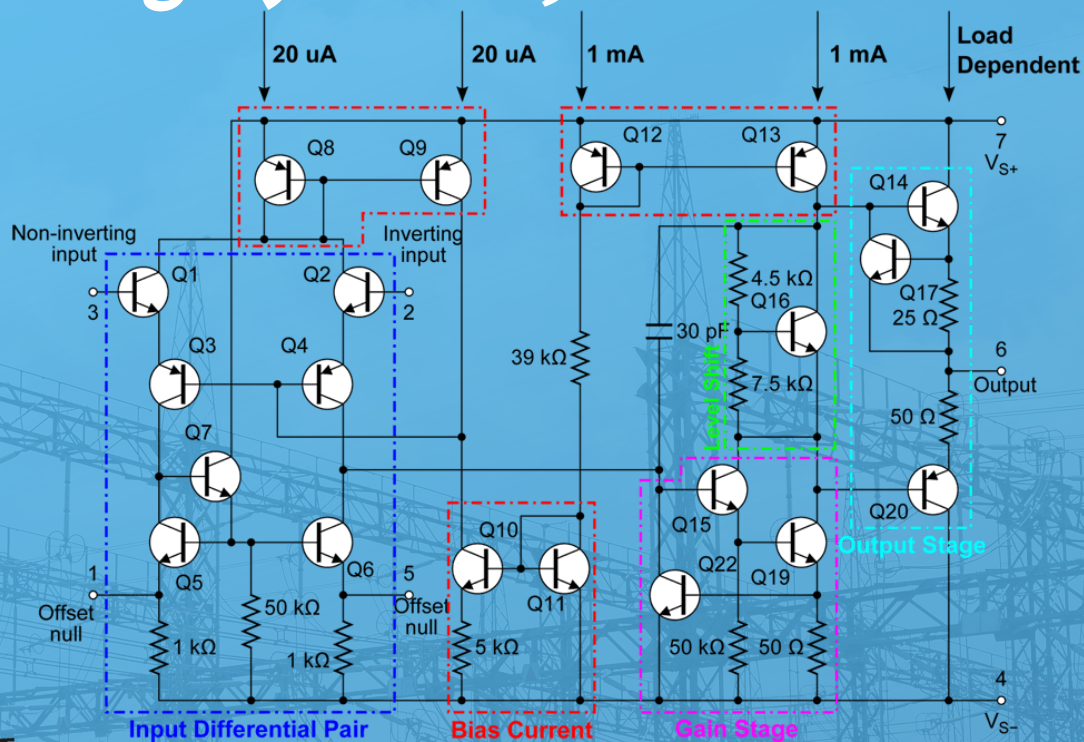 20 uA
20 uA
1 mA
1 mA
Load
Dependent
Q8
Q9
Q12
Q13
7
V_S+
Q14
Non-inverting
input
Inverting
input
Q1
Q2
3
2
4.5 kΩ
Q16
Q17
25 Ω
30 pF
39 kΩ
Level Shift
7.5 kΩ
6
Output
Q3
Q4
50 Ω
Q7
Q15
Q20
Output Stage
Q10
Q11
Q22
Q19
1
Q5
Q6
5
Offset
null
Offset
null
50 kΩ
1 kΩ
1 kΩ
5 kΩ
50 kΩ
50 Ω
4
V_S−
Input Differential Pair
Bias Current
Gain Stage